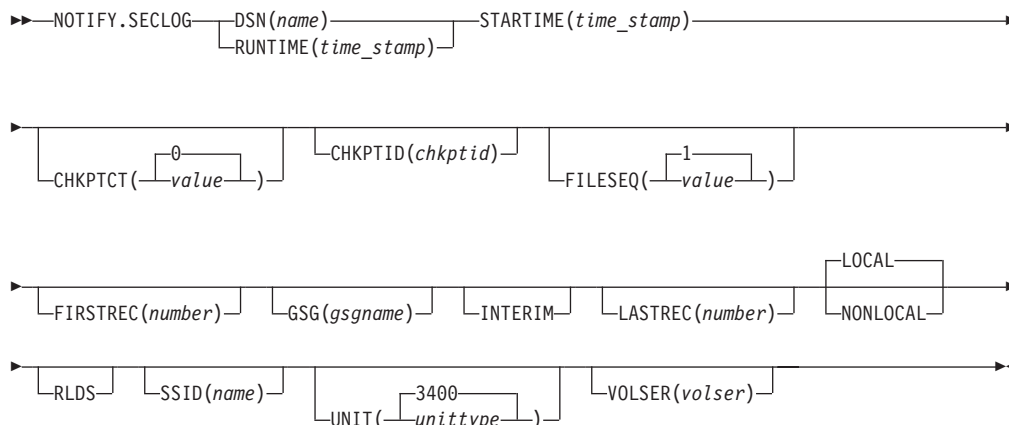 NOTIFY.SECLOG DSN(name) STARTIME(time_stamp)
RUNTIME(time_stamp)
0 CHKPTID(chkptid) 1
CHKPTCT( value ) FILESEQ( value )
LOCAL
FIRSTREC(number) GSG(gsgname) INTERIM LASTREC(number) NONLOCAL
RLDS SSID(name) 3400 VOLSER(volser)
UNIT( unittype )